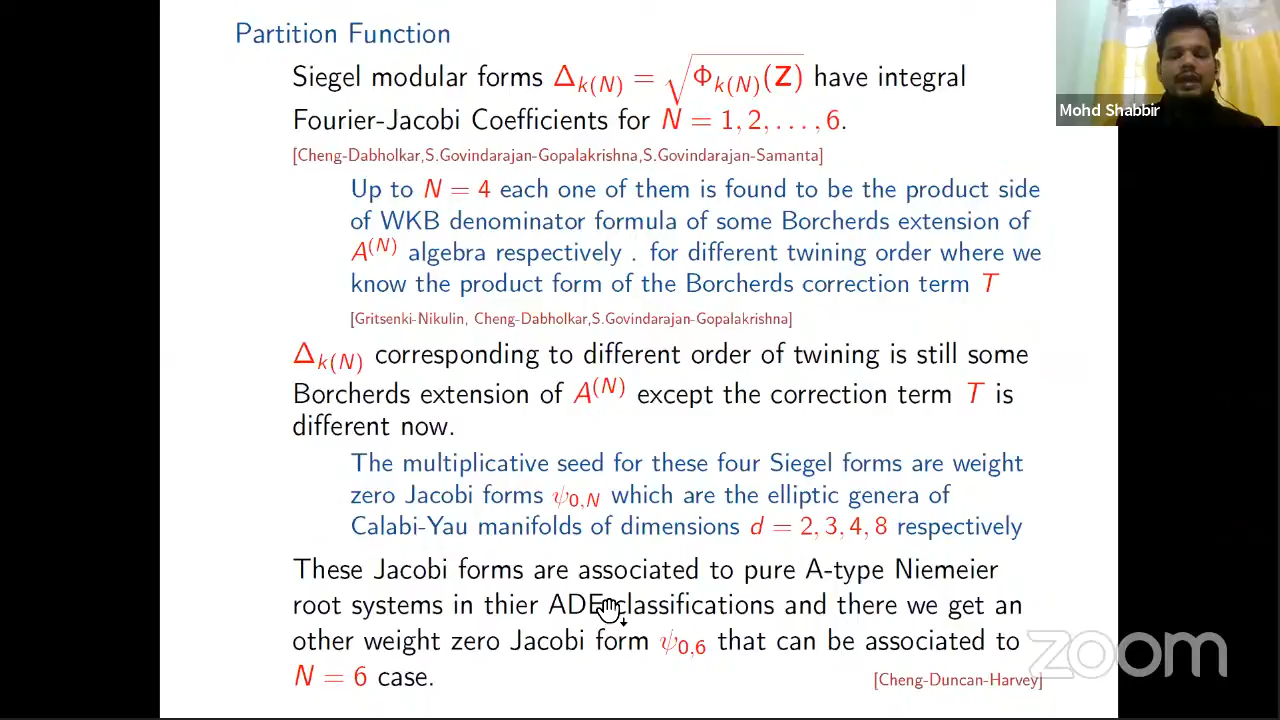 Partition Function
Siegel modular forms Δ_{k(N)} = √Φ_{k(N)}(Z) have integral
Fourier-Jacobi Coefficients for N = 1, 2, . . . , 6.
[Cheng-Dabholkar,S.Govindarajan-Gopalakrishna,S.Govindarajan-Samanta]
Up to N = 4 each one of them is found to be the product side
of WKB denominator formula of some Borcherds extension of
A^{(N)} algebra respectively . for different twining order where we
know the product form of the Borcherds correction term T
[Gritsenki-Nikulin, Cheng-Dabholkar,S.Govindarajan-Gopalakrishna]
Δ_{k(N)} corresponding to different order of twining is still some
Borcherds extension of A^{(N)} except the correction term T is
different now.
The multiplicative seed for these four Siegel forms are weight
zero Jacobi forms ψ_{0,N} which are the elliptic genera of
Calabi-Yau manifolds of dimensions d = 2, 3, 4, 8 respectively
These Jacobi forms are associated to pure A-type Niemeier
root systems in thier ADE classifications and there we get an
other weight zero Jacobi form ψ_{0,6} that can be associated to
N = 6 case.
[Cheng-Duncan-Harvey]
Mohd Shabbir
zoom